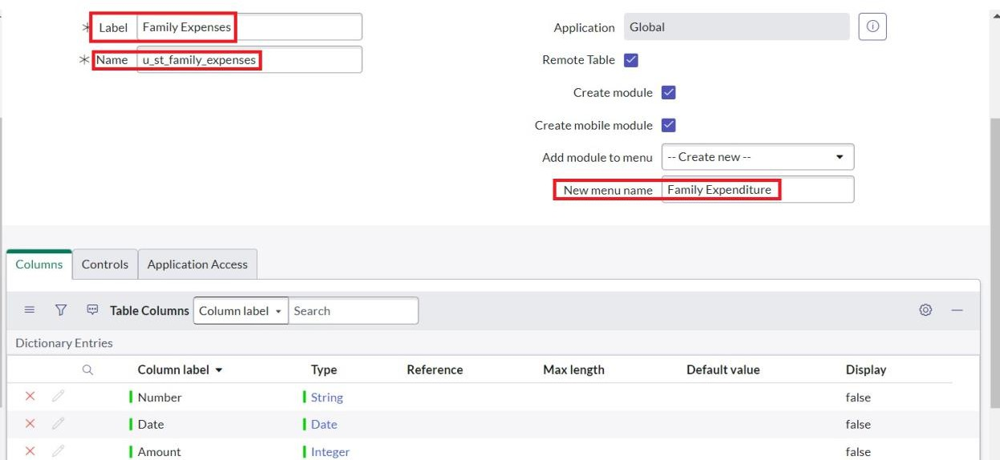 * Label Family Expenses
Application Global
* Name u_st_family_expenses
Remote Table
Create module
Create mobile module
Add module to menu -- Create new --
New menu name Family Expenditure
Columns Controls Application Access
Table Columns Column label Search
Dictionary Entries
Column label Type Reference Max length Default value Display
Number String false
Date Date false
Amount Integer false